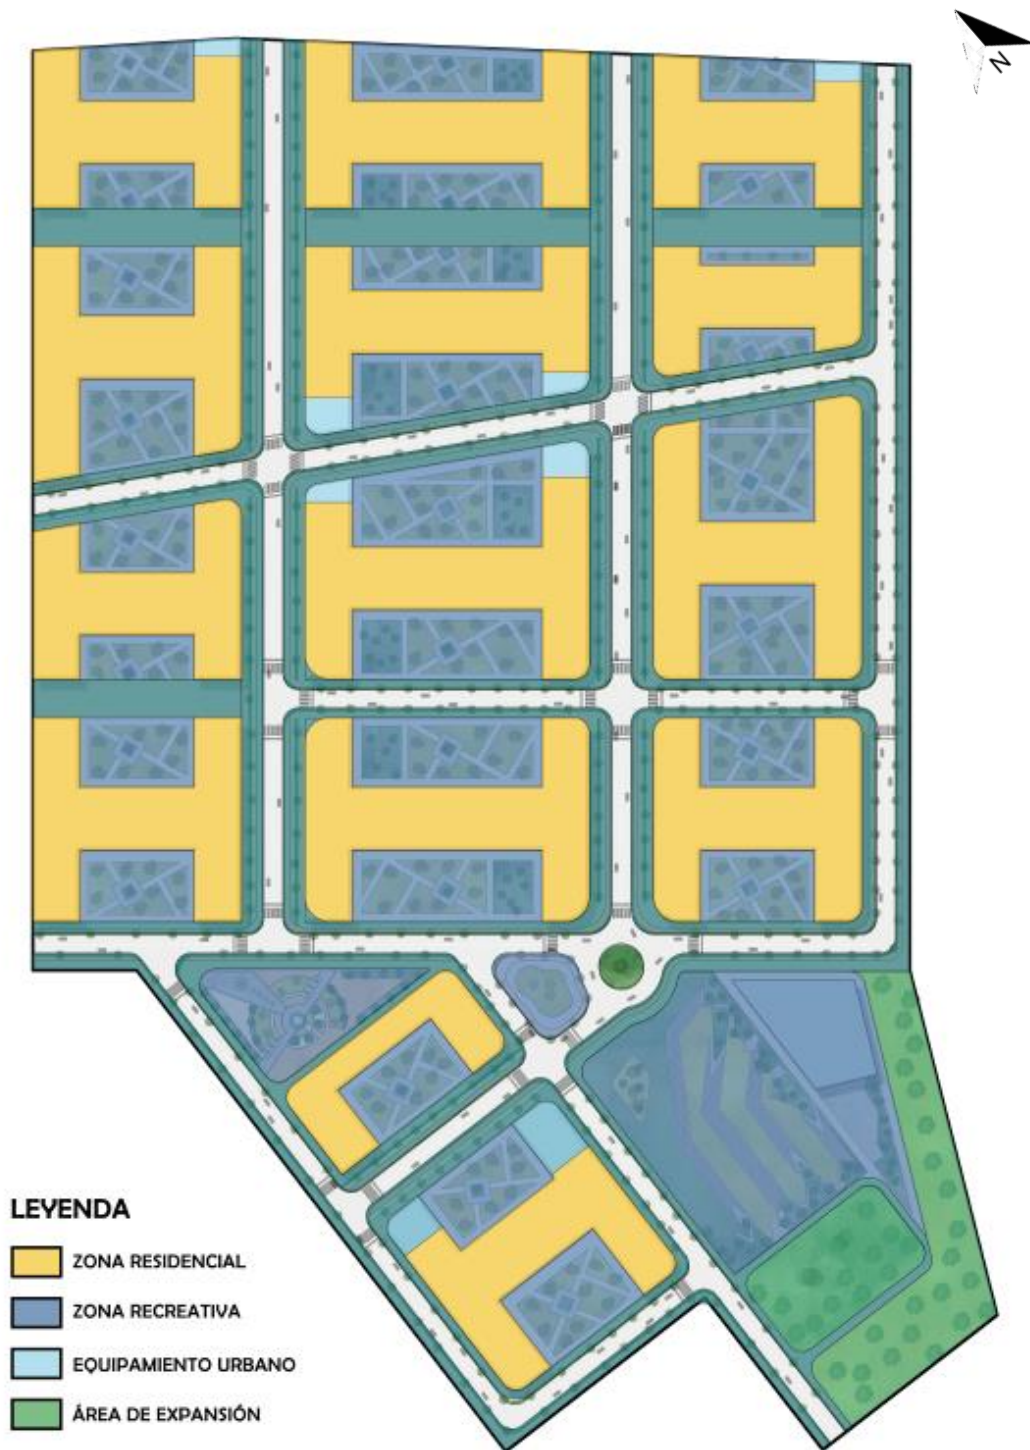 N
LEYENDA
ZONA RESIDENCIAL
ZONA RECREATIVA
EQUIPAMIENTO URBANO
ÁREA DE EXPANSIÓN